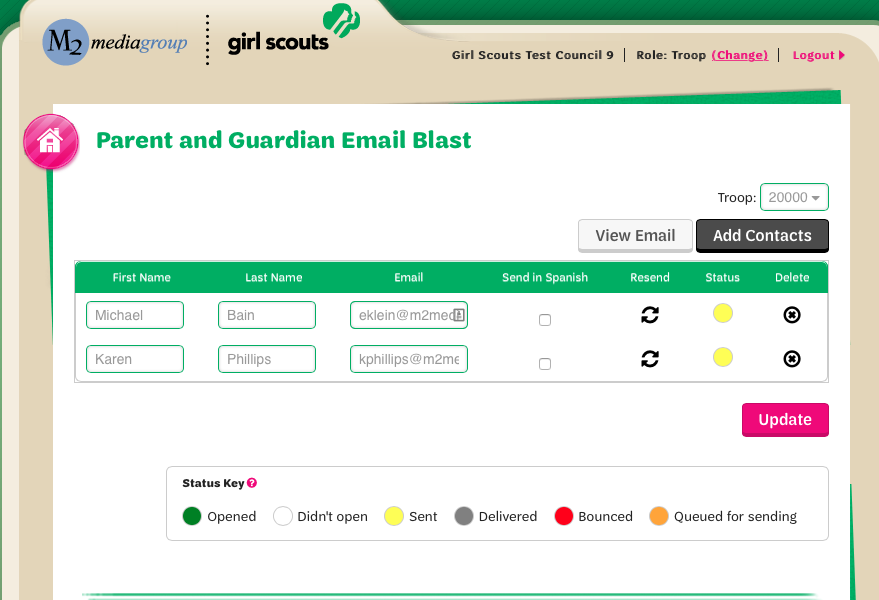 M2 mediagroup
girl scouts
Girl Scouts Test Council 9 | Role: Troop (Change) | Logout
Parent and Guardian Email Blast
Troop: 20000
View Email Add Contacts
First Name Last Name Email Send in Spanish Resend Status Delete
Michael Bain eklein@m2med
Karen Phillips kphillips@m2me
Update
Status Key ?
Opened Didn't open Sent Delivered Bounced Queued for sending